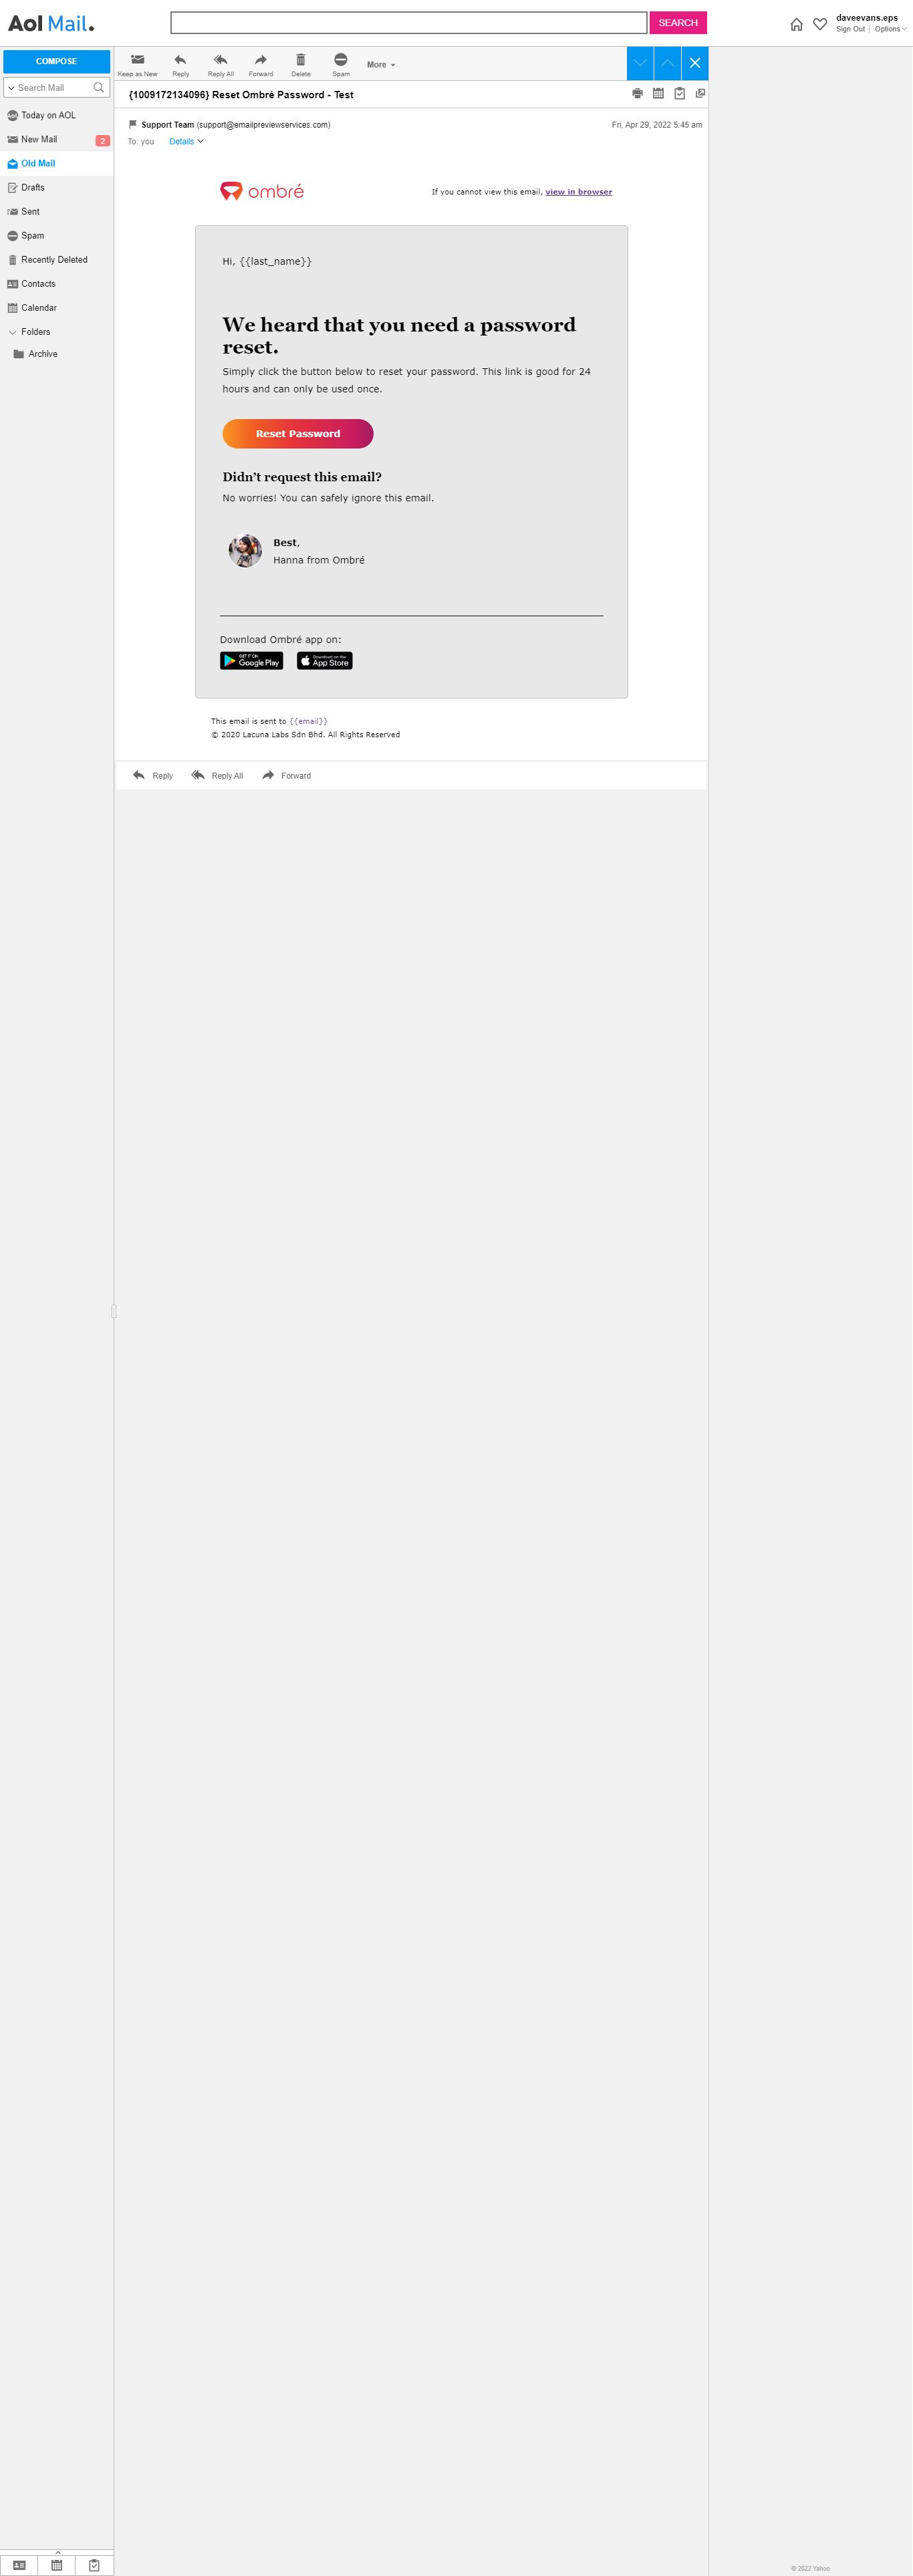 Aol Mail.
SEARCH
daveevans.eps
Sign Out
Options
COMPOSE
Search Mail
Today on AOL
New Mail
2
Old Mail
Drafts
Sent
Spam
Recently Deleted
Contacts
Calendar
Folders
Archive
Keep as New
Reply
Reply All
Forward
Delete
Spam
More
{1009172134096} Reset Ombré Password - Test
Support Team (support@emailpreviewservices.com)
Fri, Apr 29, 2022 5:45 am
To: you
Details
ombré
If you cannot view this email, view in browser
Hi, {{last_name}}
We heard that you need a password
reset.
Simply click the button below to reset your password. This link is good for 24
hours and can only be used once.
Reset Password
Didn’t request this email?
No worries! You can safely ignore this email.
Best,
Hanna from Ombré
Download Ombré app on:
GET IT ON
Google Play
Download on the
App Store
This email is sent to {{email}}
© 2020 Lacuna Labs Sdn Bhd. All Rights Reserved
Reply
Reply All
Forward
© 2022 Yahoo